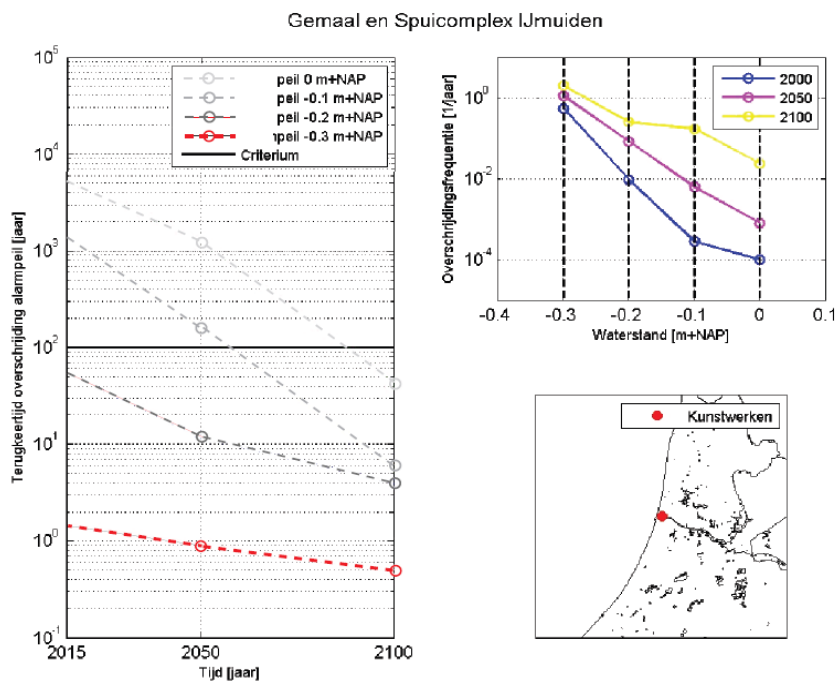 Gemaal en Spuicomplex IJmuiden
Terugkeertijd overschrijding alarmpeil [jaar]
10^5
10^4
10^3
10^2
10^1
10^0
10^-1
peil 0 m+NAP
peil -0.1 m+NAP
peil -0.2 m+NAP
peil -0.3 m+NAP
Criterium
2015
2050
2100
Tijd [jaar]
Overschrijdingsfrequentie [1/jaar]
10^0
10^-2
10^-4
2000
2050
2100
-0.4
-0.3
-0.2
-0.1
0
0.1
Waterstand [m+NAP]
Kunstwerken